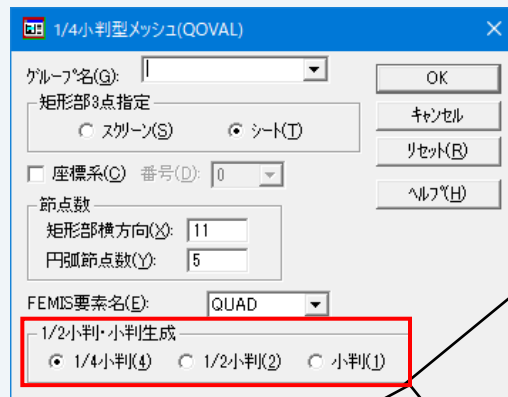 1/4小判型メッシュ(QOVAL)
グループ名(G):
OK
矩形部3点指定
スクリーン(S) シート(T)
キャンセル
リセット(R)
座標系(C) 番号(D): 0
ヘルプ(H)
節点数
矩形部横方向(X): 11
円弧節点数(Y): 5
FEMIS要素名(E): QUAD
1/2小判・小判生成
1/4小判(4) 1/2小判(2) 小判(1)